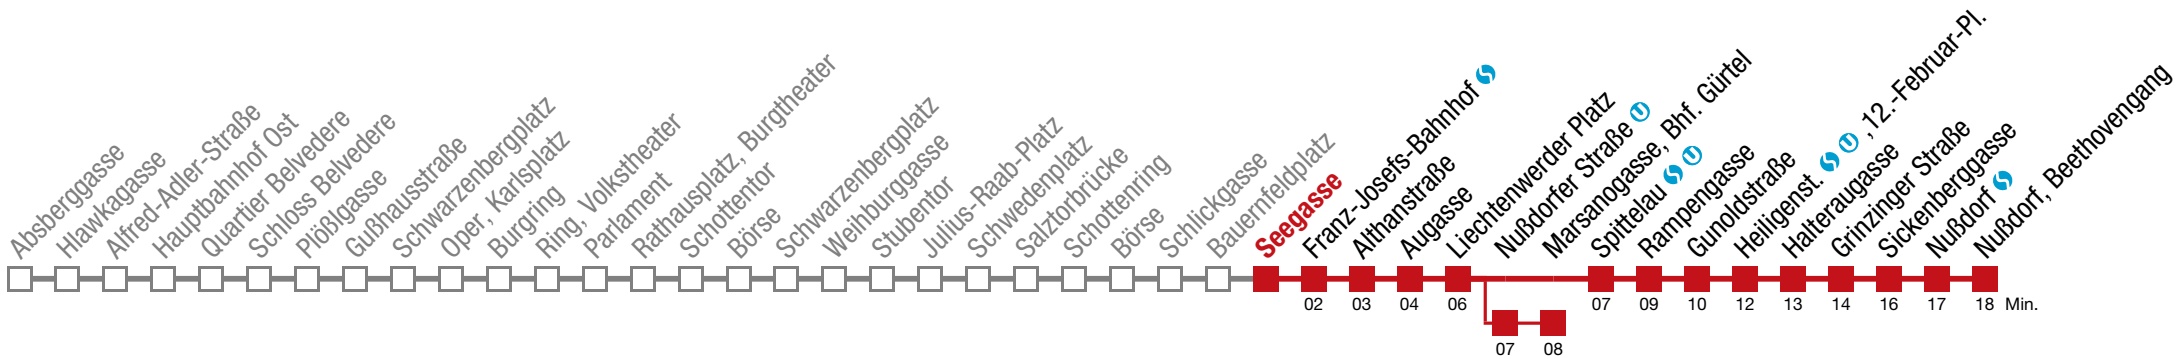 Absberggasse
Hlawkagasse
Alfred-Adler-Straße
Hauptbahnhof Ost
Quartier Belvedere
Schloss Belvedere
Plößlgasse
Gußhausstraße
Schwarzenbergplatz
Oper, Karlsplatz
Burgring
Ring, Volkstheater
Parlament
Rathausplatz, Burgtheater
Schottentor
Börse
Schwarzenbergplatz
Weihburggasse
Stubentor
Julius-Raab-Platz
Schwedenplatz
Salztorbrücke
Schottenring
Börse
Schlickgasse
Bauernfeldplatz
Seegasse
Franz-Josefs-Bahnhof S
Althanstraße
Augasse
Liechtenwerder Platz
Nußdorfer Straße U
Marsanogasse, Bhf. Gürtel
Spittelau S U
Rampengasse
Gunoldstraße
Heiligenst. S U ,12.-Februar-Pl.
Halteraugasse
Grinzinger Straße
Sickenberggasse
Nußdorf S
Nußdorf, Beethovengang
02 03 04 06 07 09 10 12 13 14 16 17 18 Min.
07 08